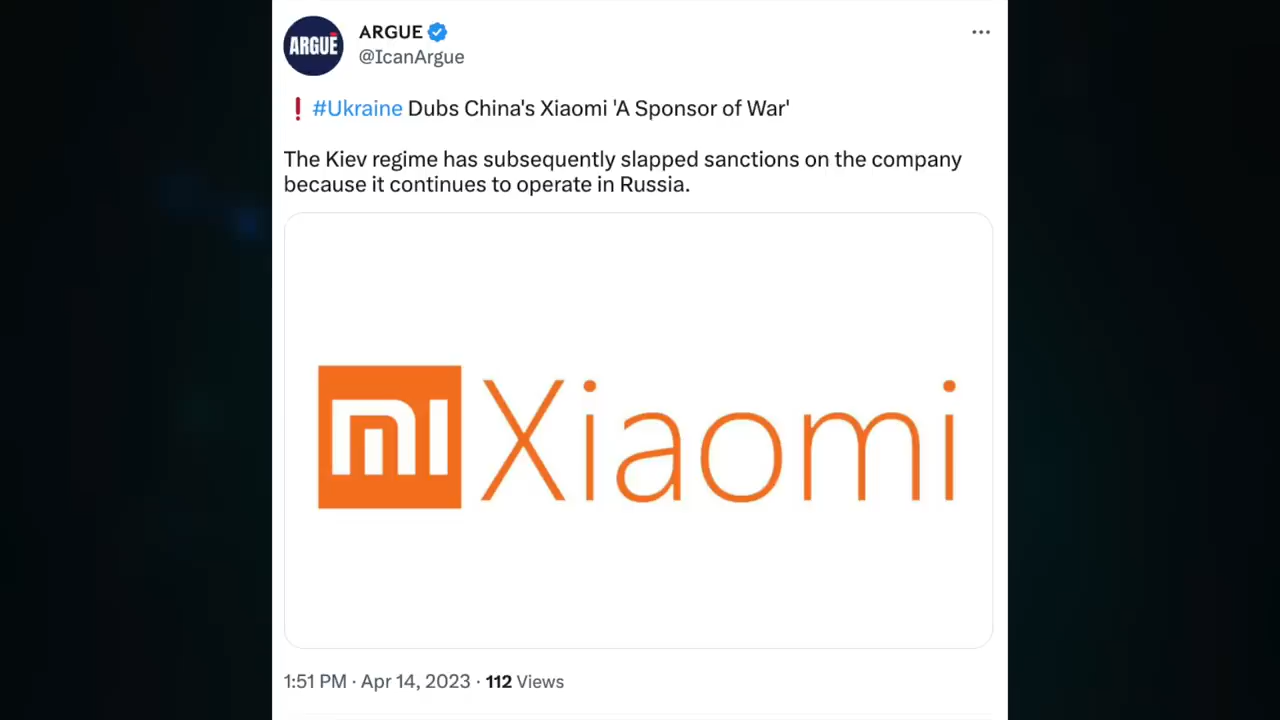 ARGUE
ARGUE
@IcanArgue
❗#Ukraine Dubs China's Xiaomi 'A Sponsor of War'
The Kiev regime has subsequently slapped sanctions on the company
because it continues to operate in Russia.
mi Xiaomi
1:51 PM · Apr 14, 2023 · 112 Views